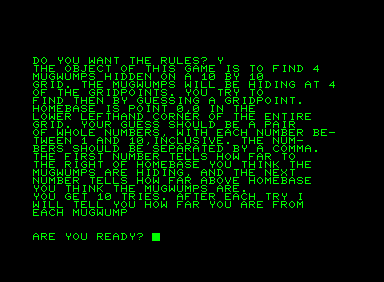 DO YOU WANT THE RULES? Y
THE OBJECT OF THIS GAME IS TO FIND 4
MUGWUMPS HIDDEN ON A 10 BY 10
GRID. THE MUGWUMPS WILL BE HIDING AT 4
OF THE GRIDPOINTS. YOU TRY TO
FIND THEN BY GUESSING A GRIDPOINT.
HOMEBASE IS POINT 0,0 IN THE
LOWER LEFTHAND CORNER OF THE ENTIRE
GRID. YOUR GUESS SHOULD BE A PAIR
OF WHOLE NUMBERS, WITH EACH NUMBER BE-
TWEEN 1 AND 10,INCLUSIVE. THE NUM-
BERS SHOULD BE SEPARATED BY A COMMA.
THE FIRST NUMBER TELLS HOW FAR TO
THE RIGHT OF HOMEBASE YOU THINK THE
MUGWUMPS ARE HIDING, AND THE NEXT
NUMBER TELLS HOW FAR ABOVE HOMEBASE
YOU THINK THE MUGWUMPS ARE.
YOU GET 10 TRIES. AFTER EACH TRY I
WILL TELL YOU HOW FAR YOU ARE FROM
EACH MUGWUMP
ARE YOU READY?